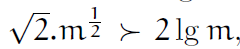 √2.m^{1/2} ≻ 2 lg m,